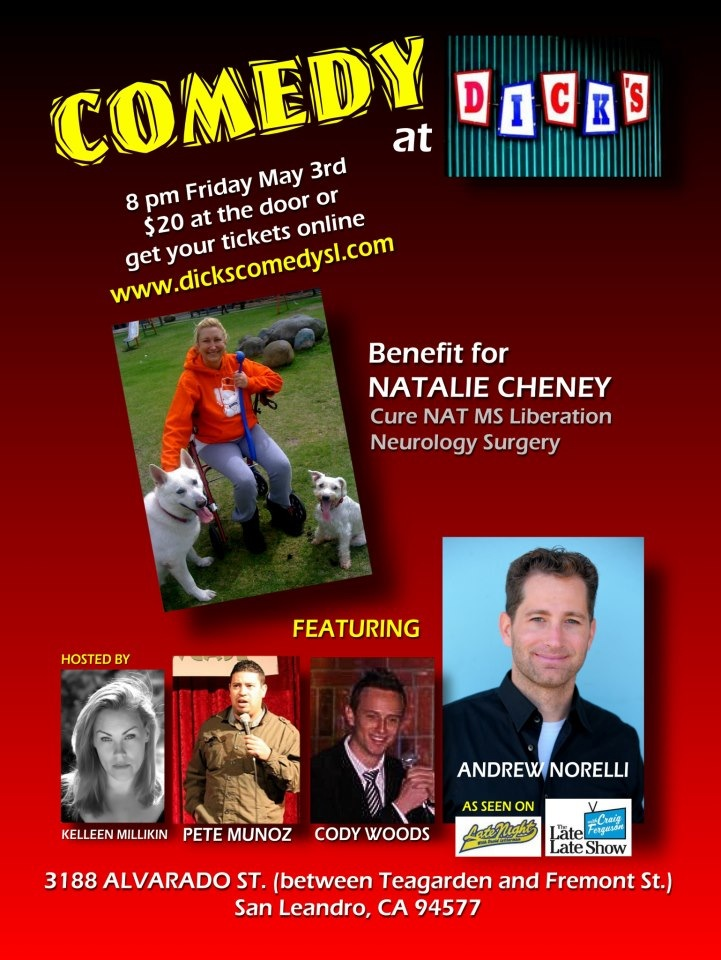 COMEDY
at
DICK'S
8 pm Friday May 3rd
$20 at the door or
get your tickets online
www.dickscomedysl.com
Benefit for
NATALIE CHENEY
Cure NAT MS Liberation
Neurology Surgery
FEATURING
HOSTED BY
KELLEEN MILLIKIN
PETE MUNOZ
CODY WOODS
ANDREW NORELLI
AS SEEN ON
Late Night
With David Letterman
The Late
Late Show
with Craig
Ferguson
3188 ALVARADO ST. (between Teagarden and Fremont St.)
San Leandro, CA 94577